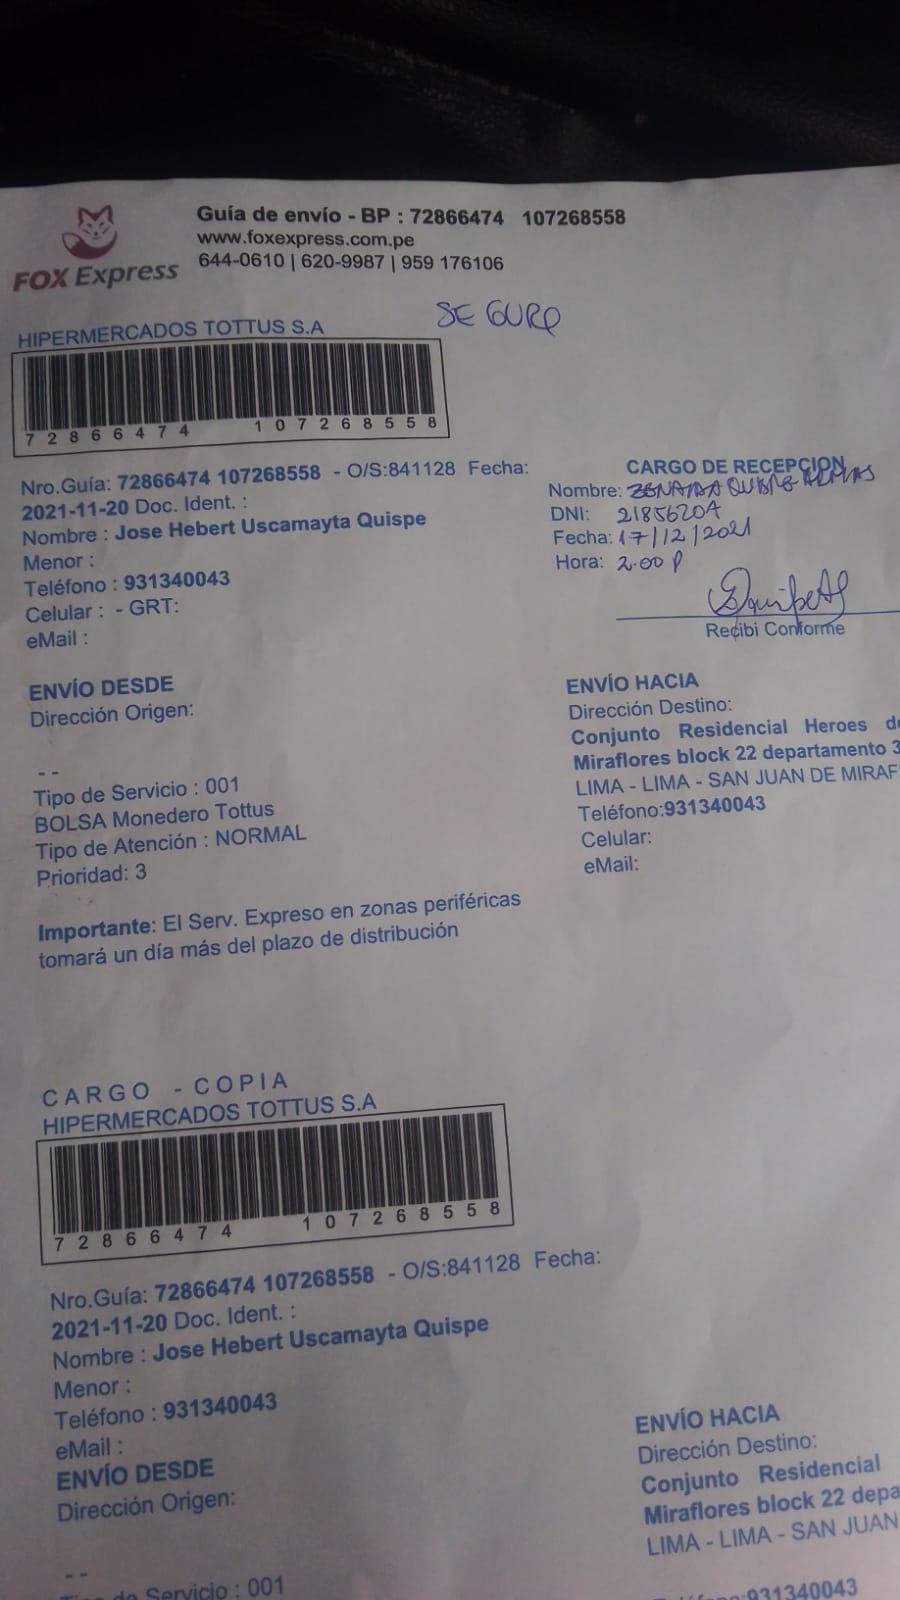 FOX Express
Guía de envío - BP : 72866474 107268558
www.foxexpress.com.pe
644-0610 | 620-9987 | 959 176106
SEGURO
HIPERMERCADOS TOTTUS S.A
72866474 107268558
Nro.Guía: 72866474 107268558 - O/S:841128 Fecha:
2021-11-20 Doc. Ident. :
Nombre : Jose Hebert Uscamayta Quispe
Menor :
Teléfono : 931340043
Celular : - GRT:
eMail :
CARGO DE RECEPCION
Nombre: ZENAIDA QUISPE
DNI: 21856204
Fecha: 17/12/2021
Hora: 2.00 P
Recibi Conforme
ENVÍO DESDE
Dirección Origen:
- -
Tipo de Servicio : 001
BOLSA Monedero Tottus
Tipo de Atención : NORMAL
Prioridad: 3
ENVÍO HACIA
Dirección Destino:
Conjunto Residencial Heroes de
Miraflores block 22 departamento 3
LIMA - LIMA - SAN JUAN DE MIRAF
Teléfono:931340043
Celular:
eMail:
Importante: El Serv. Expreso en zonas periféricas
tomará un día más del plazo de distribución
CARGO - COPIA
HIPERMERCADOS TOTTUS S.A
72866474 107268558
Nro.Guía: 72866474 107268558 - O/S:841128 Fecha:
2021-11-20 Doc. Ident. :
Nombre : Jose Hebert Uscamayta Quispe
Menor :
Teléfono : 931340043
eMail :
ENVÍO DESDE
Dirección Origen:
- -
de Servicio : 001
ENVÍO HACIA
Dirección Destino:
Conjunto Residencial
Miraflores block 22 depa
LIMA - LIMA - SAN JUAN
:931340043